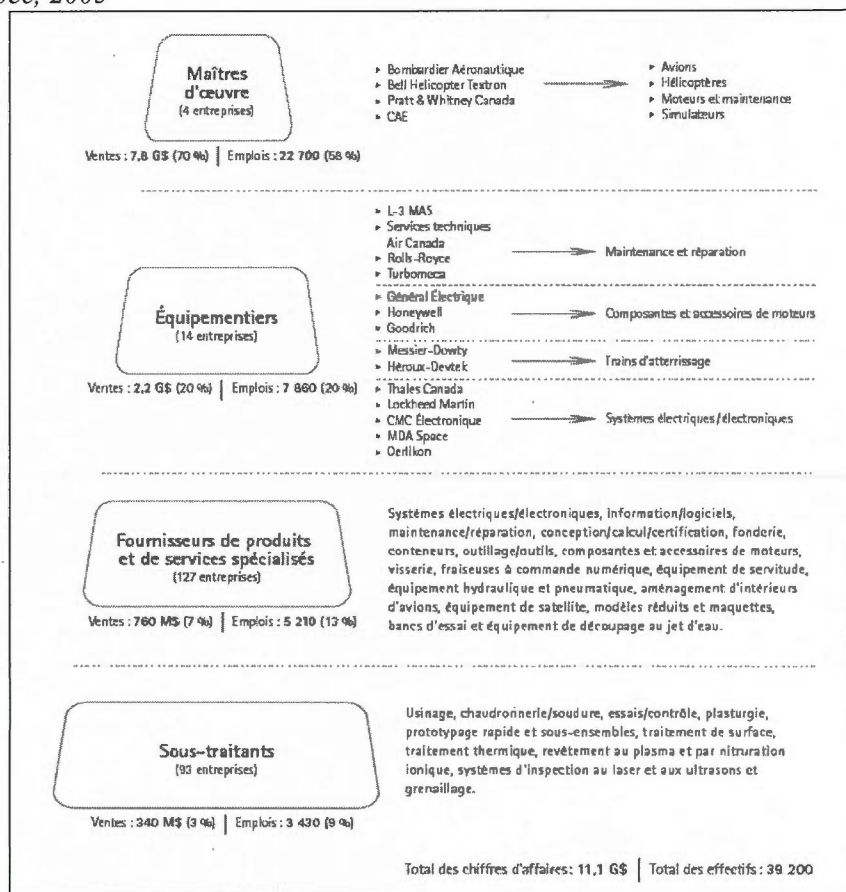 Maîtres
d'œuvre
(4 entreprises)
▸ Bombardier Aéronautique
▸ Bell Helicopter Textron
▸ Pratt & Whitney Canada
▸ CAE
▸ Avions
▸ Hélicoptères
▸ Moteurs et maintenance
▸ Simulateurs
Ventes : 7,8 G$ (70 %) | Emplois : 22 700 (58 %)
Équipementiers
(14 entreprises)
Ventes : 2,2 G$ (20 %) | Emplois : 7 860 (20 %)
▸ L-3 MAS
▸ Services techniques
Air Canada
▸ Rolls-Royce
▸ Turbomeca
Maintenance et réparation
▸ Général Électrique
▸ Honeywell
▸ Goodrich
Composantes et accessoires de moteurs
▸ Messier-Dowty
▸ Héroux-Devtek
Trains d'atterrissage
▸ Thales Canada
▸ Lockheed Martin
▸ CMC Électronique
▸ MDA Space
▸ Oerlikon
Systèmes électriques/électroniques
Fournisseurs de produits
et de services spécialisés
(127 entreprises)
Ventes : 760 M$ (7 %) | Emplois : 5 210 (13 %)
Systèmes électriques/électroniques, information/logiciels,
maintenance/réparation, conception/calcul/certification, fonderie,
conteneurs, outillage/outils, composantes et accessoires de moteurs,
visserie, fraiseuses à commande numérique, équipement de servitude,
équipement hydraulique et pneumatique, aménagement d'intérieurs
d'avions, équipement de satellite, modèles réduits et maquettes,
bancs d'essai et équipement de découpage au jet d'eau.
Sous-traitants
(93 entreprises)
Ventes : 340 M$ (3 %) | Emplois : 3 430 (9 %)
Usinage, chaudronnerie/soudure, essais/contrôle, plasturgie,
prototypage rapide et sous-ensembles, traitement de surface,
traitement thermique, revêtement au plasma et par nitruration
ionique, systèmes d'inspection au laser et aux ultrasons et
grenaillage.
Total des chiffres d'affaires : 11,1 G$ | Total des effectifs : 39 200